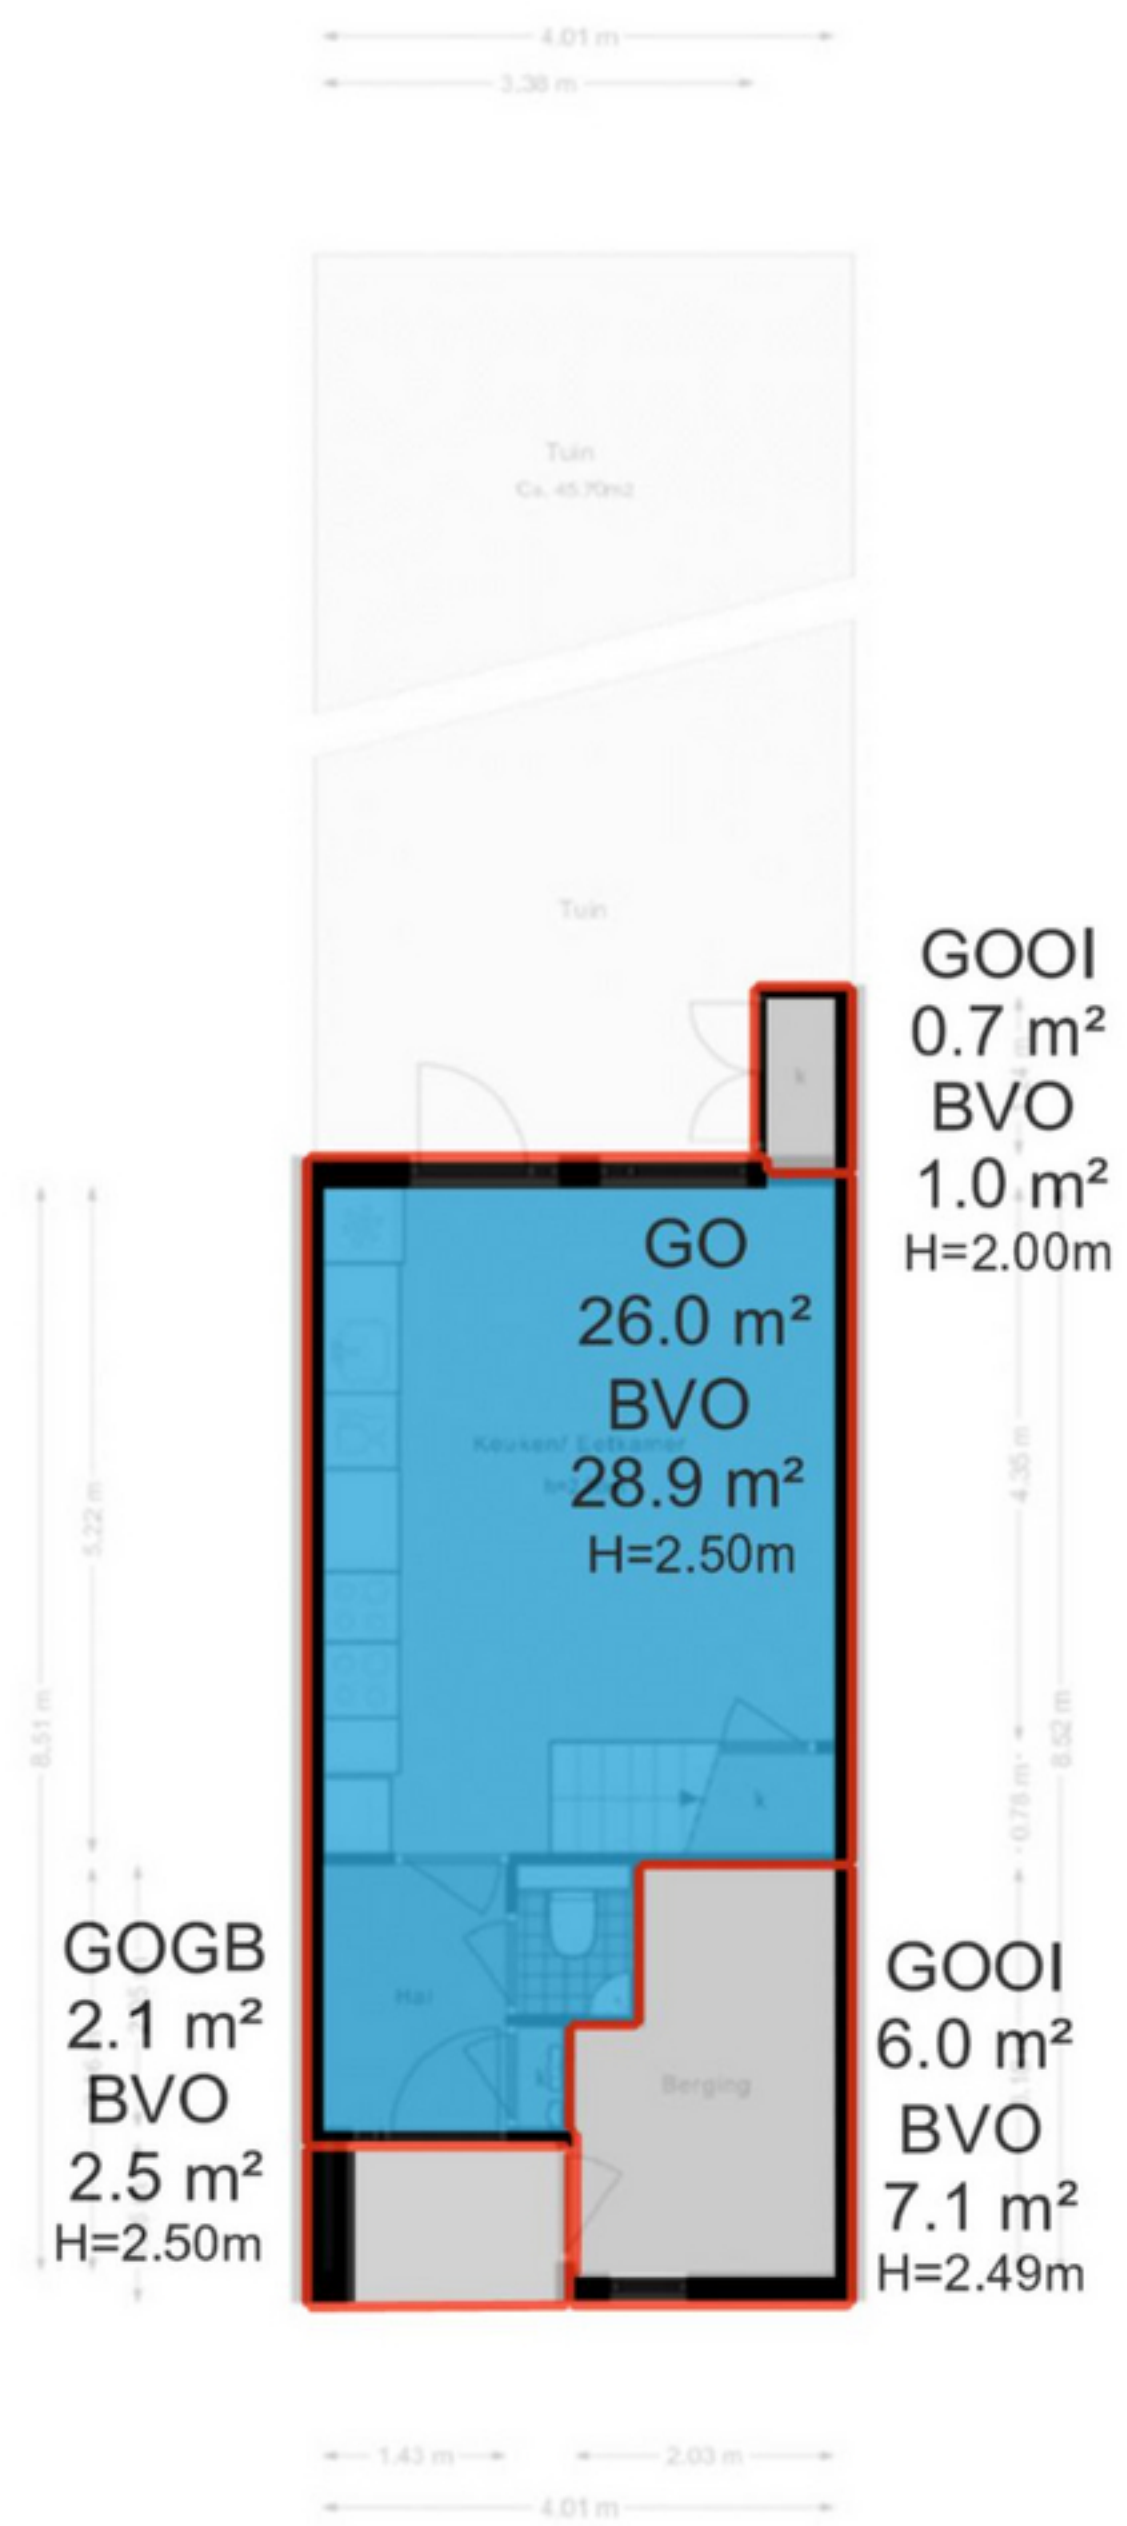 4.01 m
3.38 m
Tuin
Ca. 45.70m2
Tuin
GOOI
0.7 m²
BVO
1.0 m²
H=2.00m
k
GO
26.0 m²
BVO
28.9 m²
H=2.50m
Keuken/ Eetkamer
5.22 m
4.35 m
8.51 m
8.52 m
0.78 m
k
GOGB
2.1 m²
BVO
2.5 m²
H=2.50m
Hal
Berging
GOOI
6.0 m²
BVO
7.1 m²
H=2.49m
1.43 m
2.03 m
4.01 m